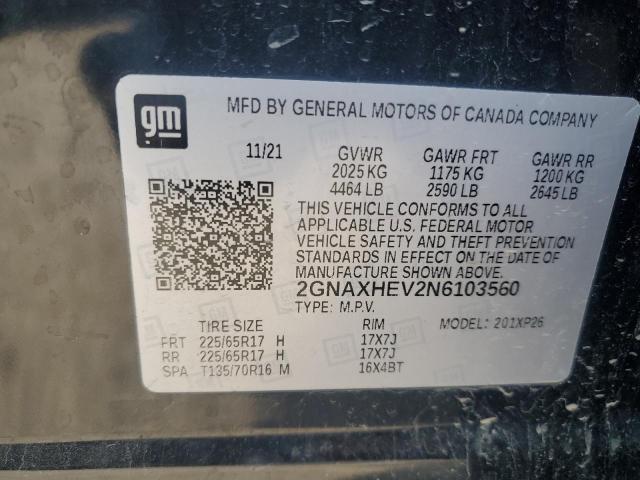 gm
MFD BY GENERAL MOTORS OF CANADA COMPANY
11/21 GVWR GAWR FRT GAWR RR
2025 KG 1175 KG 1200 KG
4464 LB 2590 LB 2645 LB
THIS VEHICLE CONFORMS TO ALL
APPLICABLE U.S. FEDERAL MOTOR
VEHICLE SAFETY AND THEFT PREVENTION
STANDARDS IN EFFECT ON THE DATE OF
MANUFACTURE SHOWN ABOVE.
2GNAXHEV2N6103560
TYPE: M.P.V.
TIRE SIZE RIM MODEL: 201XP26
FRT 225/65R17 H 17X7J
RR 225/65R17 H 17X7J
SPA T135/70R16 M 16X4BT